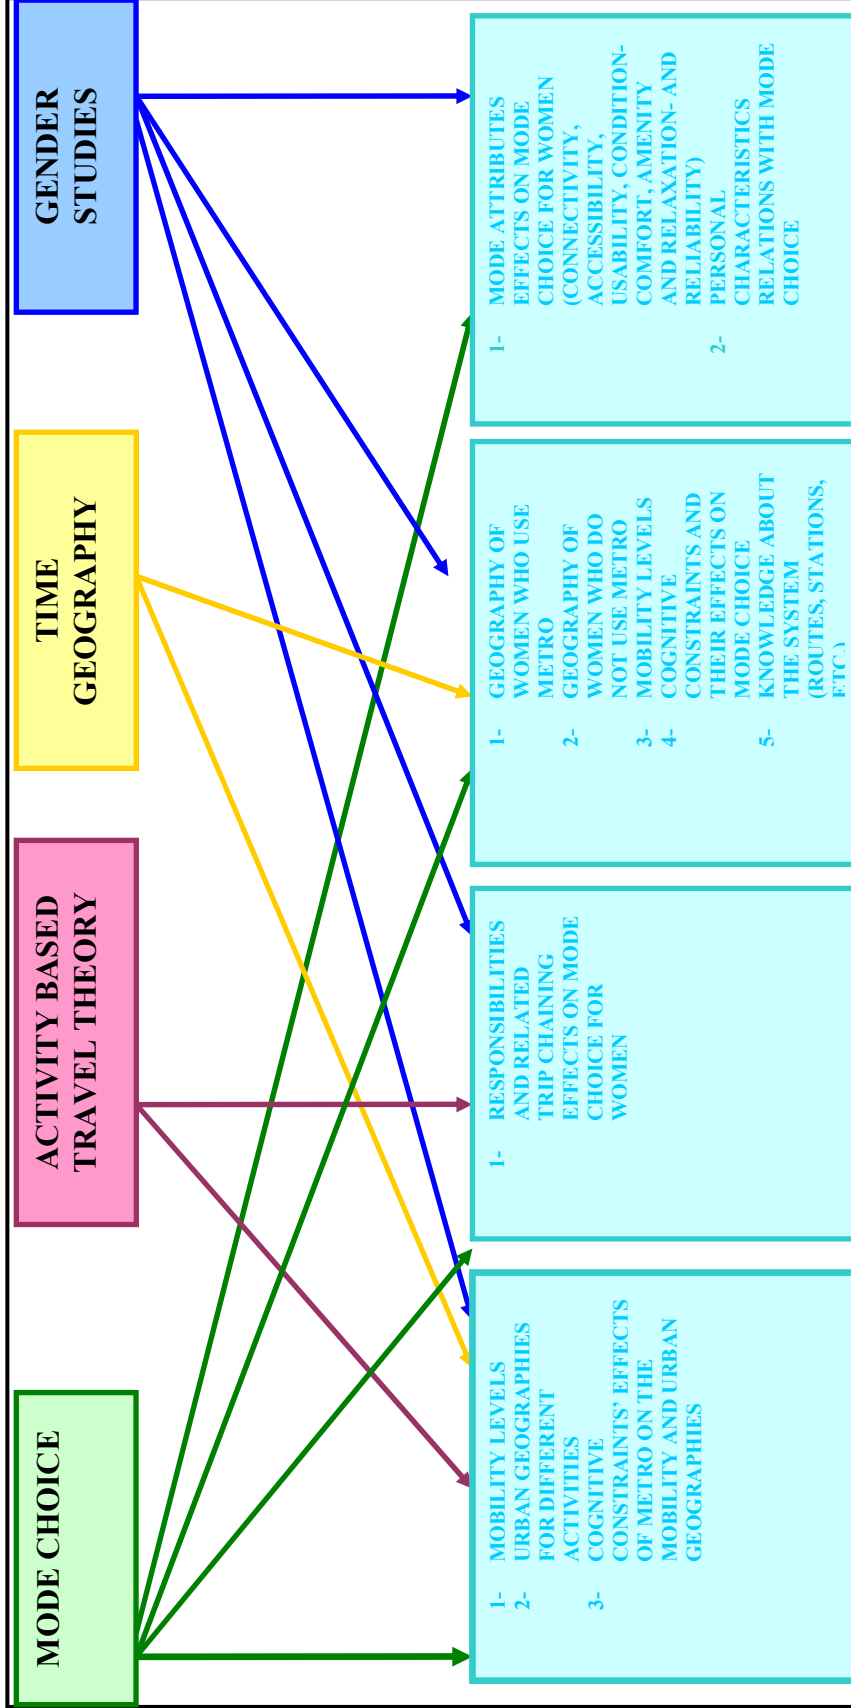 MODE CHOICE
ACTIVITY BASED
TRAVEL THEORY
TIME
GEOGRAPHY
GENDER
STUDIES
1- MOBILITY LEVELS
2- URBAN GEOGRAPHIES
FOR DIFFERENT
ACTIVITIES
3- COGNITIVE
CONSTRAINTS' EFFECTS
OF METRO ON THE
MOBILITY AND URBAN
GEOGRAPHIES
1- RESPONSIBILITIES
AND RELATED
TRIP CHAINING
EFFECTS ON MODE
CHOICE FOR
WOMEN
1- GEOGRAPHY OF
WOMEN WHO USE
METRO
2- GEOGRAPHY OF
WOMEN WHO DO
NOT USE METRO
3- MOBILITY LEVELS
4- COGNITIVE
CONSTRAINTS AND
THEIR EFFECTS ON
MODE CHOICE
5- KNOWLEDGE ABOUT
THE SYSTEM
(ROUTES, STATIONS,
ETC.)
1- MODE ATTRIBUTES
EFFECTS ON MODE
CHOICE FOR WOMEN
(CONNECTIVITY,
ACCESSIBILITY,
USABILITY, CONDITION-
COMFORT, AMENITY
AND RELAXATION- AND
RELIABILITY)
2- PERSONAL
CHARACTERISTICS
RELATIONS WITH MODE
CHOICE